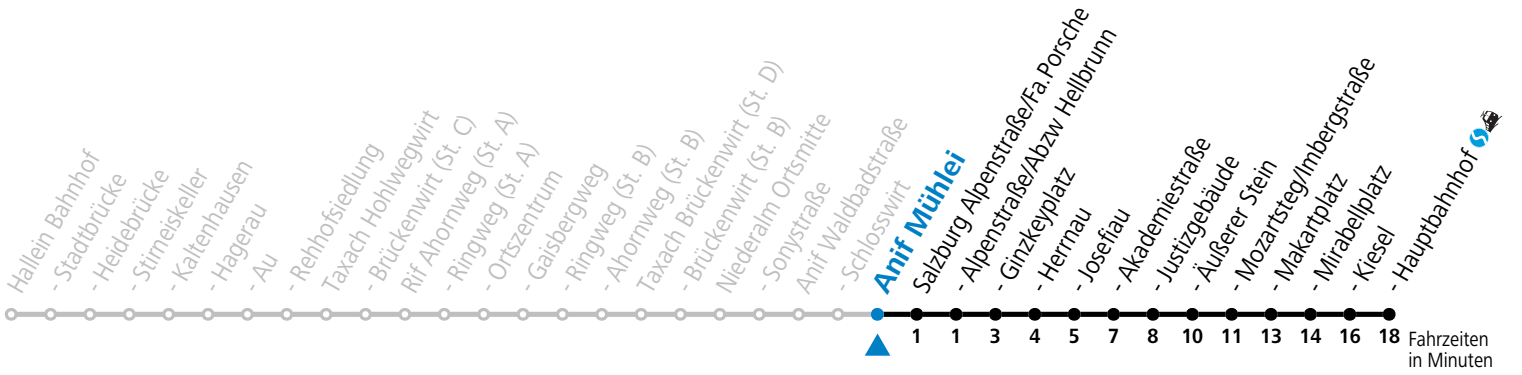 Hallein Bahnhof
- Stadtbrücke
- Heidebrücke
- Stirneiskeller
- Kaltenhausen
- Hagerau
- Au
- Rehhofsiedlung
Taxach Hohlwegwirt
- Brückenwirt (St. C)
Rif Ahornweg (St. A)
- Ringweg (St. A)
- Ortszentrum
- Gaisbergweg
- Ringweg (St. B)
- Ahornweg (St. B)
Taxach Brückenwirt (St. D)
- Brückenwirt (St. B)
Niederalm Ortsmitte
- Sonystraße
Anif Waldbadstraße
- Schlosswirt
Anif Mühlei
Salzburg Alpenstraße/Fa.Porsche
- Alpenstraße/Abzw Hellbrunn
- Ginzkeyplatz
- Herrnau
- Josefiau
- Akademiestraße
- Justizgebäude
- Äußerer Stein
- Mozartsteg/Imbergstraße
- Makartplatz
- Mirabellplatz
- Kiesel
- Hauptbahnhof
1 1 3 4 5 7 8 10 11 13 14 16 18 Fahrzeiten
in Minuten